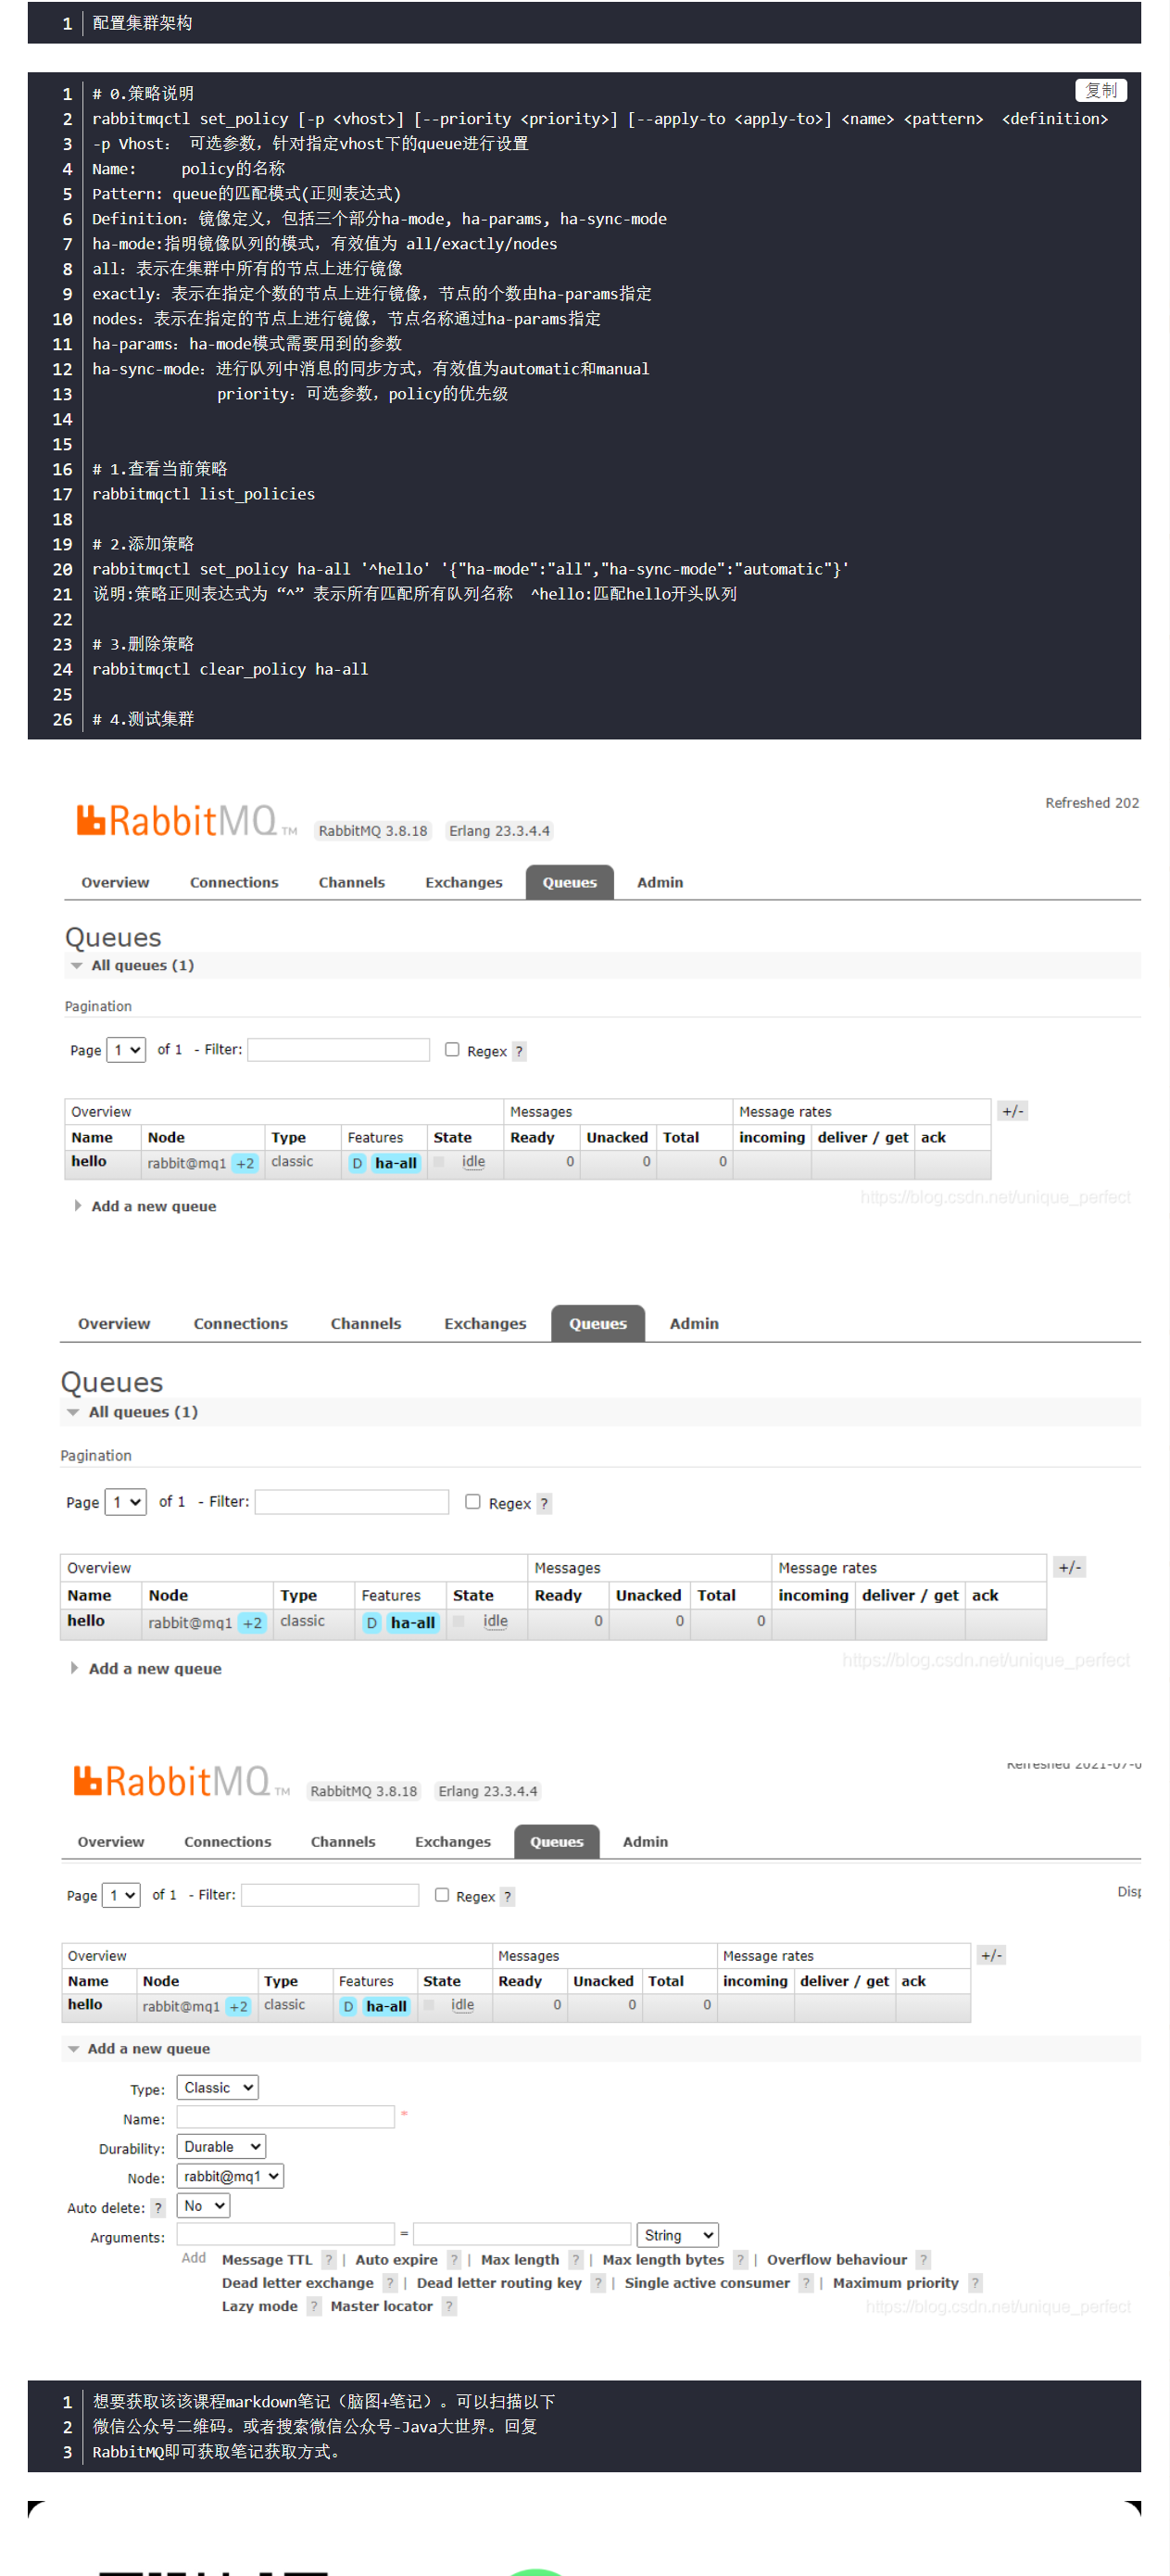 1 配置集群架构
复制
1 # 0.策略说明
2 rabbitmqctl set_policy [-p <vhost>] [--priority <priority>] [--apply-to <apply-to>] <name> <pattern>  <definition>
3 -p Vhost： 可选参数，针对指定vhost下的queue进行设置
4 Name:     policy的名称
5 Pattern: queue的匹配模式(正则表达式)
6 Definition：镜像定义，包括三个部分ha-mode, ha-params, ha-sync-mode
7 ha-mode:指明镜像队列的模式，有效值为 all/exactly/nodes
8 all：表示在集群中所有的节点上进行镜像
9 exactly：表示在指定个数的节点上进行镜像，节点的个数由ha-params指定
10 nodes：表示在指定的节点上进行镜像，节点名称通过ha-params指定
11 ha-params：ha-mode模式需要用到的参数
12 ha-sync-mode：进行队列中消息的同步方式，有效值为automatic和manual
13 priority：可选参数，policy的优先级
14
15
16 # 1.查看当前策略
17 rabbitmqctl list_policies
18
19 # 2.添加策略
20 rabbitmqctl set_policy ha-all '^hello' '{"ha-mode":"all","ha-sync-mode":"automatic"}'
21 说明:策略正则表达式为 “^” 表示所有匹配所有队列名称  ^hello:匹配hello开头队列
22
23 # 3.删除策略
24 rabbitmqctl clear_policy ha-all
25
26 # 4.测试集群
Refreshed 202
RabbitMQ TM RabbitMQ 3.8.18 Erlang 23.3.4.4
Overview Connections Channels Exchanges Queues Admin
Queues
All queues (1)
Pagination
Page 1 of 1 - Filter: Regex ?
Overview Messages Message rates +/-
Name Node Type Features State Ready Unacked Total incoming deliver / get ack
hello rabbit@mq1 +2 classic D ha-all idle 0 0 0
https://blog.csdn.net/unique_perfect
Add a new queue
Overview Connections Channels Exchanges Queues Admin
Queues
All queues (1)
Pagination
Page 1 of 1 - Filter: Regex ?
Overview Messages Message rates +/-
Name Node Type Features State Ready Unacked Total incoming deliver / get ack
hello rabbit@mq1 +2 classic D ha-all idle 0 0 0
https://blog.csdn.net/unique_perfect
Add a new queue
Refreshed 2021-07-0
RabbitMQ TM RabbitMQ 3.8.18 Erlang 23.3.4.4
Overview Connections Channels Exchanges Queues Admin
Page 1 of 1 - Filter: Regex ? Disp
Overview Messages Message rates +/-
Name Node Type Features State Ready Unacked Total incoming deliver / get ack
hello rabbit@mq1 +2 classic D ha-all idle 0 0 0
Add a new queue
Type: Classic
Name: *
Durability: Durable
Node: rabbit@mq1
Auto delete: ? No
Arguments: = String
Add Message TTL ? | Auto expire ? | Max length ? | Max length bytes ? | Overflow behaviour ?
Dead letter exchange ? | Dead letter routing key ? | Single active consumer ? | Maximum priority ?
Lazy mode ? Master locator ?
https://blog.csdn.net/unique_perfect
1 想要获取该该课程markdown笔记（脑图+笔记）。可以扫描以下
2 微信公众号二维码。或者搜索微信公众号-Java大世界。回复
3 RabbitMQ即可获取笔记获取方式。